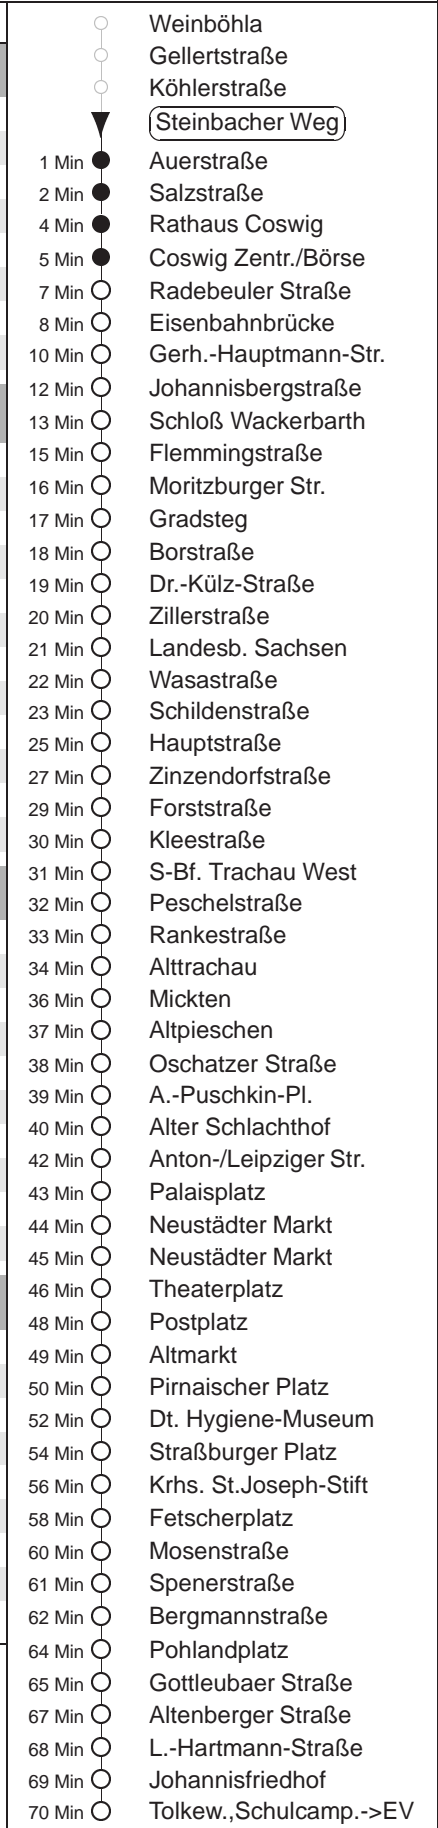 Weinböhla
Gellertstraße
Köhlerstraße
Steinbacher Weg
1 Min Auerstraße
2 Min Salzstraße
4 Min Rathaus Coswig
5 Min Coswig Zentr./Börse
7 Min Radebeuler Straße
8 Min Eisenbahnbrücke
10 Min Gerh.-Hauptmann-Str.
12 Min Johannisbergstraße
13 Min Schloß Wackerbarth
15 Min Flemmingstraße
16 Min Moritzburger Str.
17 Min Gradsteg
18 Min Borstraße
19 Min Dr.-Külz-Straße
20 Min Zillerstraße
21 Min Landesb. Sachsen
22 Min Wasastraße
23 Min Schildenstraße
25 Min Hauptstraße
27 Min Zinzendorfstraße
29 Min Forststraße
30 Min Kleestraße
31 Min S-Bf. Trachau West
32 Min Peschelstraße
33 Min Rankestraße
34 Min Alttrachau
36 Min Mickten
37 Min Altpieschen
38 Min Oschatzer Straße
39 Min A.-Puschkin-Pl.
40 Min Alter Schlachthof
42 Min Anton-/Leipziger Str.
43 Min Palaisplatz
44 Min Neustädter Markt
45 Min Neustädter Markt
46 Min Theaterplatz
48 Min Postplatz
49 Min Altmarkt
50 Min Pirnaischer Platz
52 Min Dt. Hygiene-Museum
54 Min Straßburger Platz
56 Min Krhs. St.Joseph-Stift
58 Min Fetscherplatz
60 Min Mosenstraße
61 Min Spenerstraße
62 Min Bergmannstraße
64 Min Pohlandplatz
65 Min Gottleubaer Straße
67 Min Altenberger Straße
68 Min L.-Hartmann-Straße
69 Min Johannisfriedhof
70 Min Tolkew.,Schulcamp.->EV